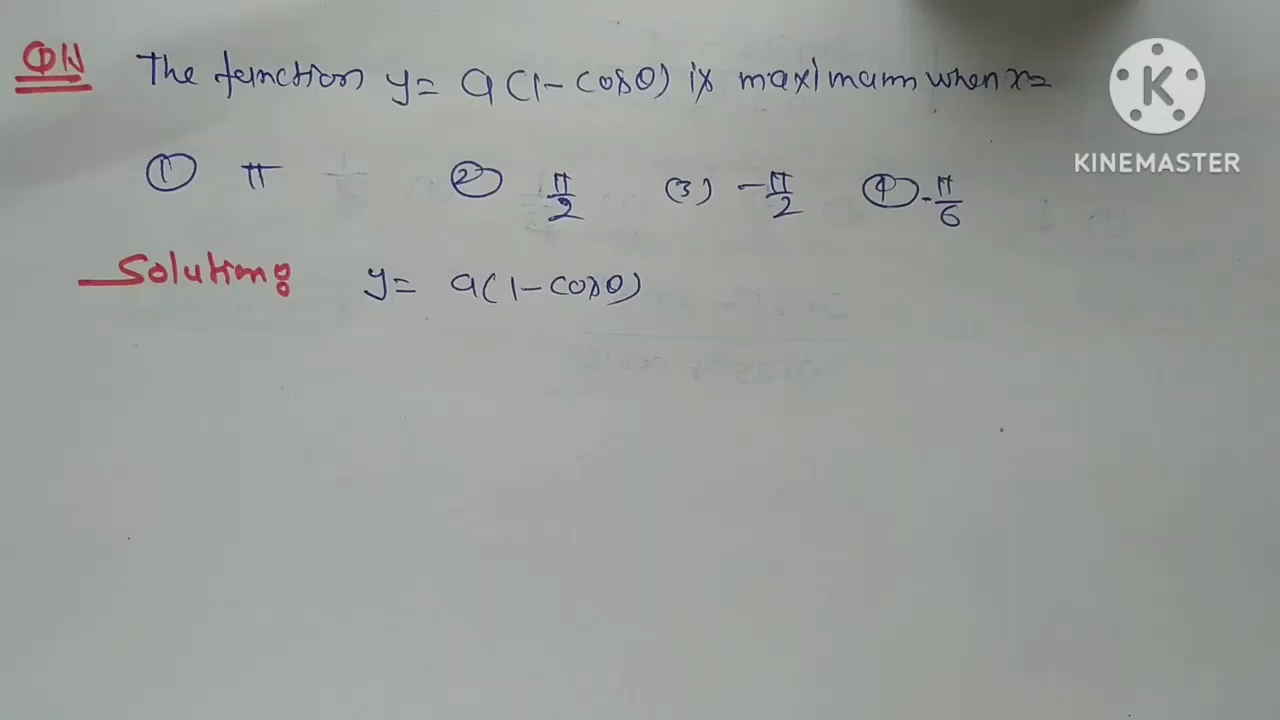 QN The function y = a(1 - cosθ) is maximum when x =
① π ② π/2 (3) -π/2 ④ -π/6
Solution: y = a(1 - cosθ)
K
KINEMASTER